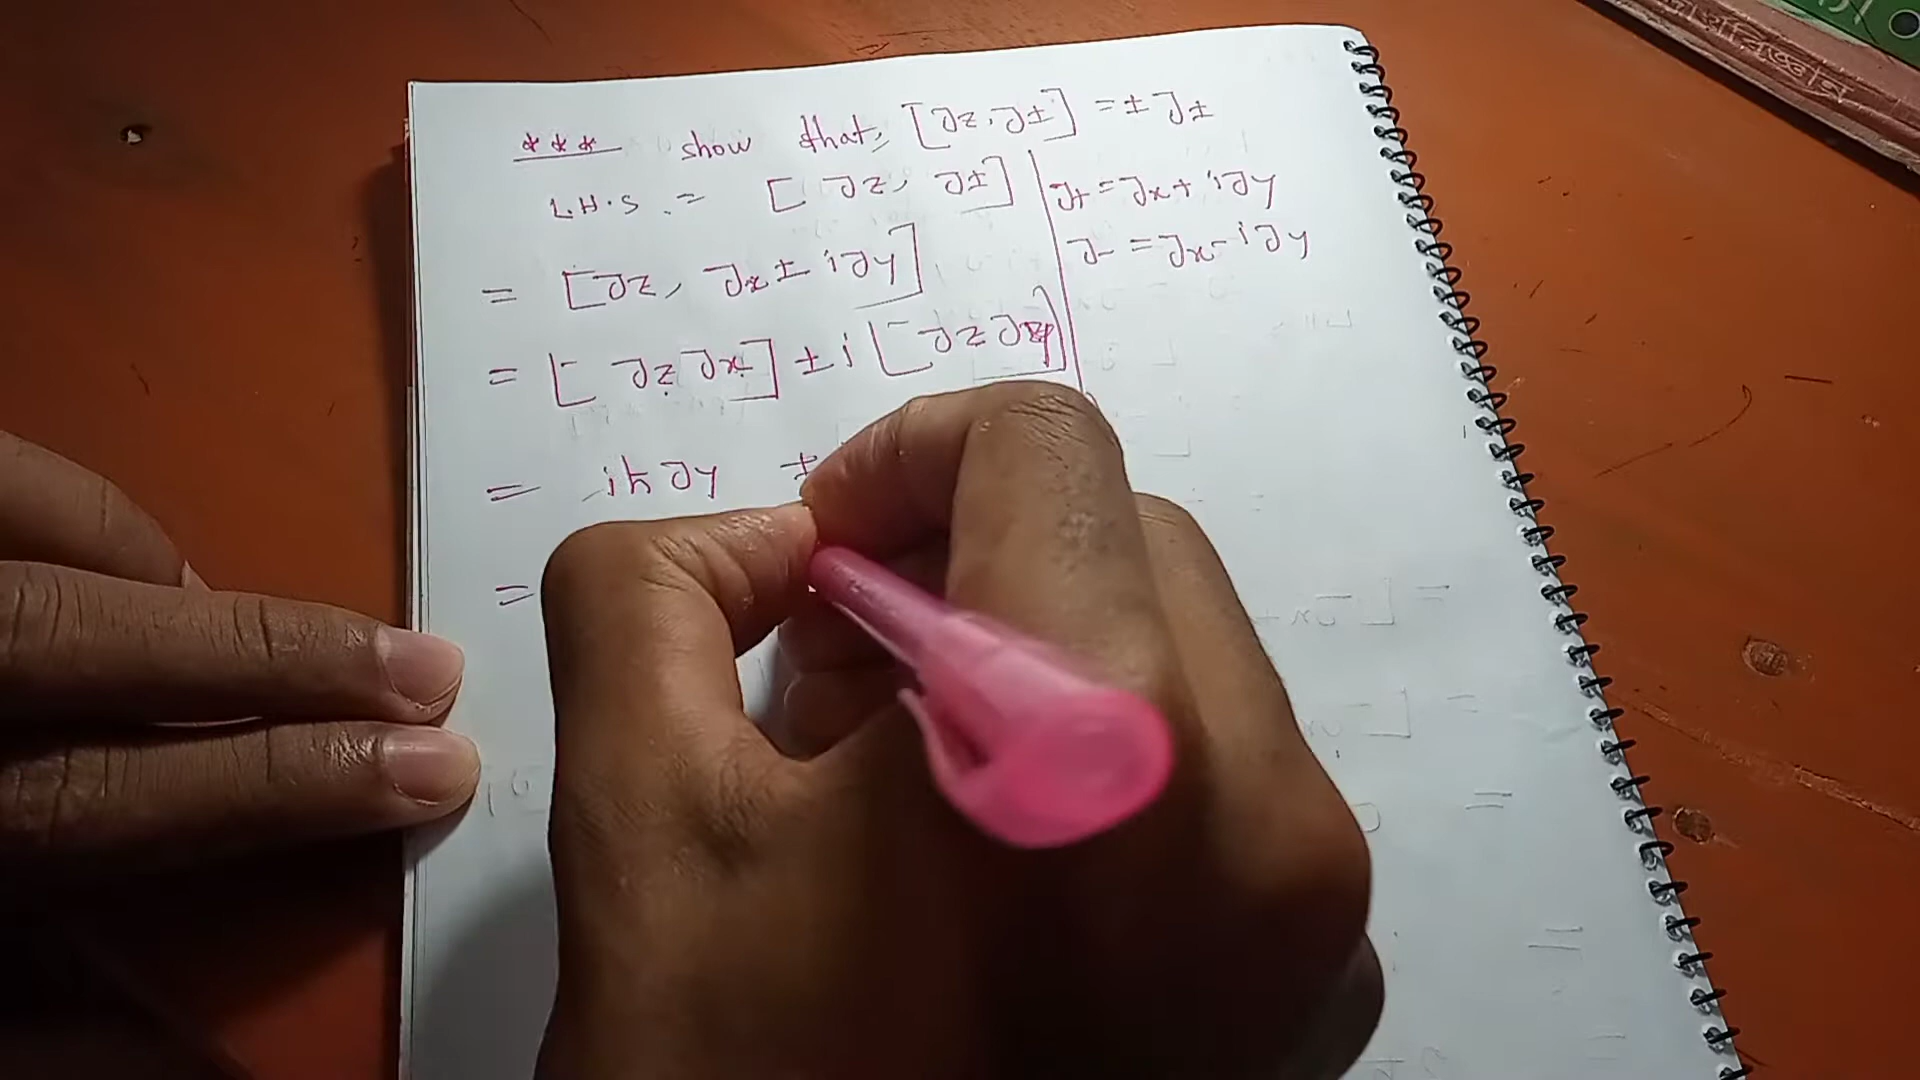 *** show that, [Jz, J±] = ± J±
L.H.S. = [Jz, J±]
J+ = Jx + iJy
J- = Jx - iJy
= [Jz, Jx ± iJy]
= [Jz Jx] ± i [Jz Jy]
= iħJy ±
=